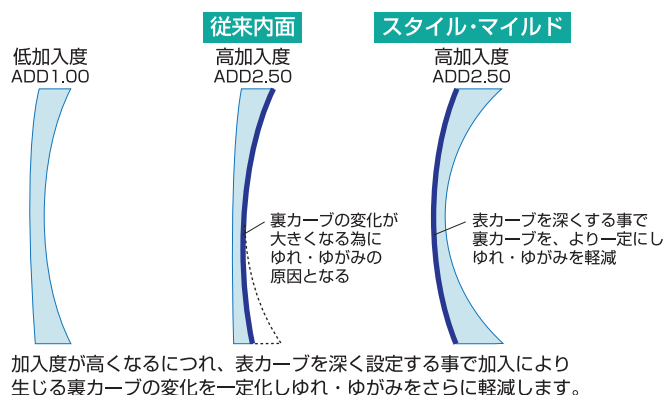 従来内面
スタイル・マイルド
低加入度
ADD1.00
高加入度
ADD2.50
高加入度
ADD2.50
裏カーブの変化が
大きくなる為に
ゆれ・ゆがみの
原因となる
表カーブを深くする事で
裏カーブを、より一定にし
ゆれ・ゆがみを軽減
加入度が高くなるにつれ、表カーブを深く設定する事で加入により
生じる裏カーブの変化を一定化しゆれ・ゆがみをさらに軽減します。